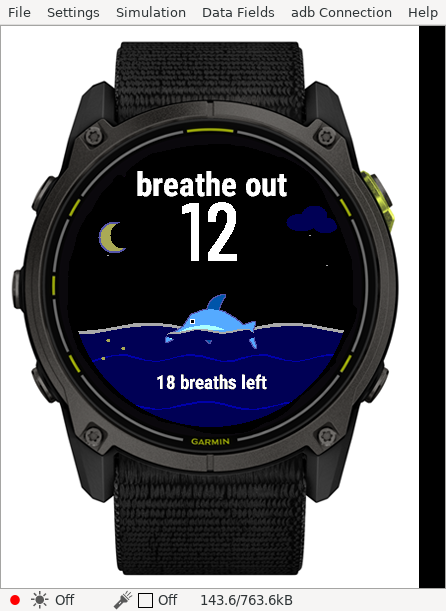 File Settings Simulation Data Fields adb Connection Help
breathe out
12
18 breaths left
GARMIN
Off Off 143.6/763.6kB